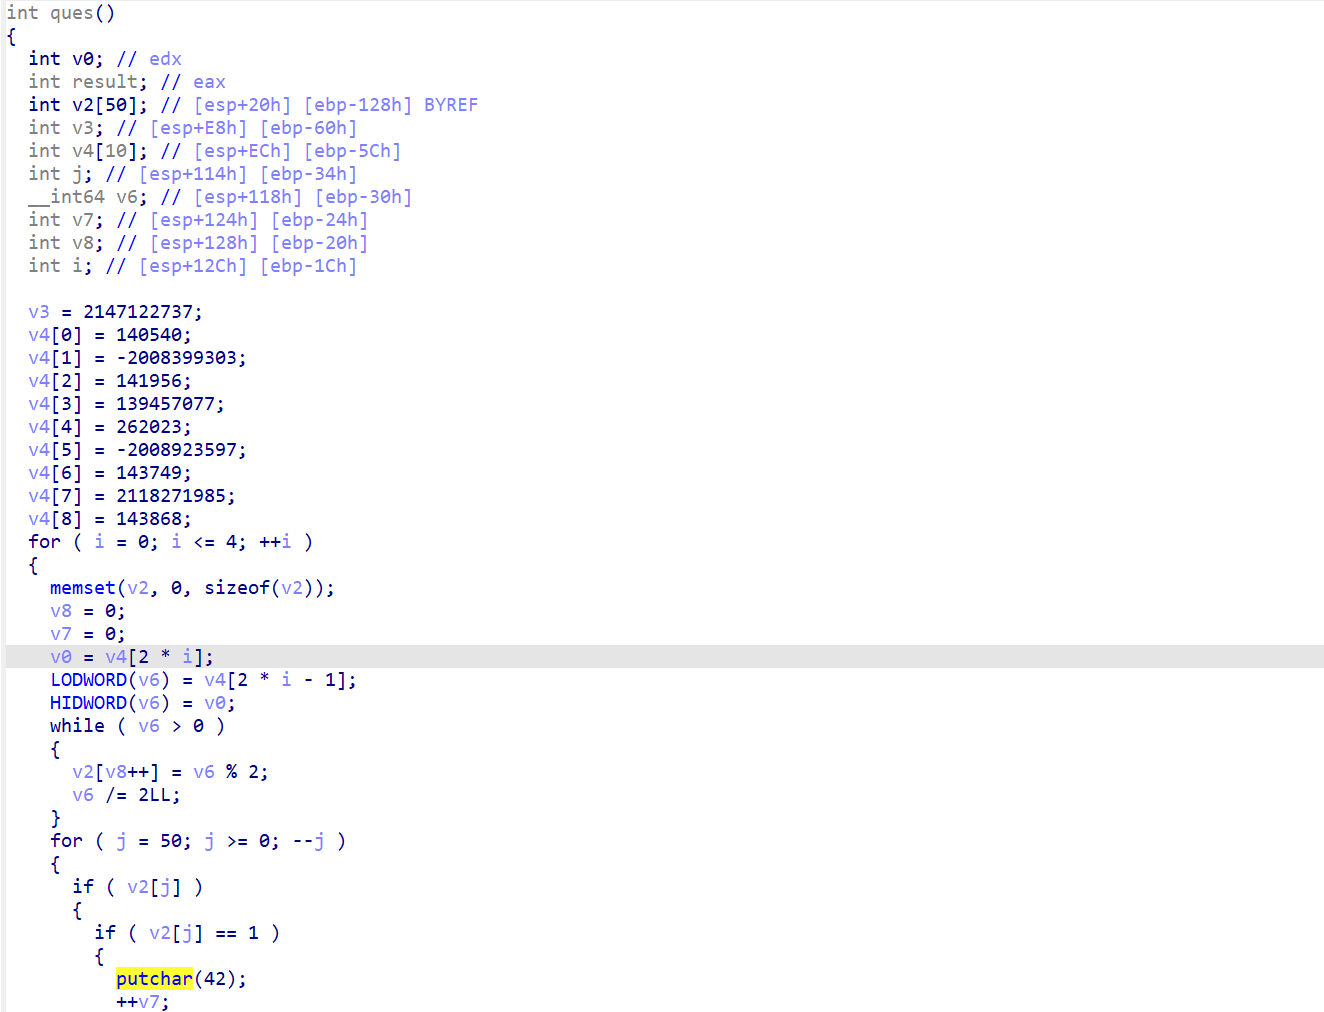 int ques()
{
  int v0; // edx
  int result; // eax
  int v2[50]; // [esp+20h] [ebp-128h] BYREF
  int v3; // [esp+E8h] [ebp-60h]
  int v4[10]; // [esp+ECh] [ebp-5Ch]
  int j; // [esp+114h] [ebp-34h]
  __int64 v6; // [esp+118h] [ebp-30h]
  int v7; // [esp+124h] [ebp-24h]
  int v8; // [esp+128h] [ebp-20h]
  int i; // [esp+12Ch] [ebp-1Ch]

  v3 = 2147122737;
  v4[0] = 140540;
  v4[1] = -2008399303;
  v4[2] = 141956;
  v4[3] = 139457077;
  v4[4] = 262023;
  v4[5] = -2008923597;
  v4[6] = 143749;
  v4[7] = 2118271985;
  v4[8] = 143868;
  for ( i = 0; i <= 4; ++i )
  {
    memset(v2, 0, sizeof(v2));
    v8 = 0;
    v7 = 0;
    v0 = v4[2 * i];
    LODWORD(v6) = v4[2 * i - 1];
    HIDWORD(v6) = v0;
    while ( v6 > 0 )
    {
      v2[v8++] = v6 % 2;
      v6 /= 2LL;
    }
    for ( j = 50; j >= 0; --j )
    {
      if ( v2[j] )
      {
        if ( v2[j] == 1 )
        {
          putchar(42);
          ++v7;